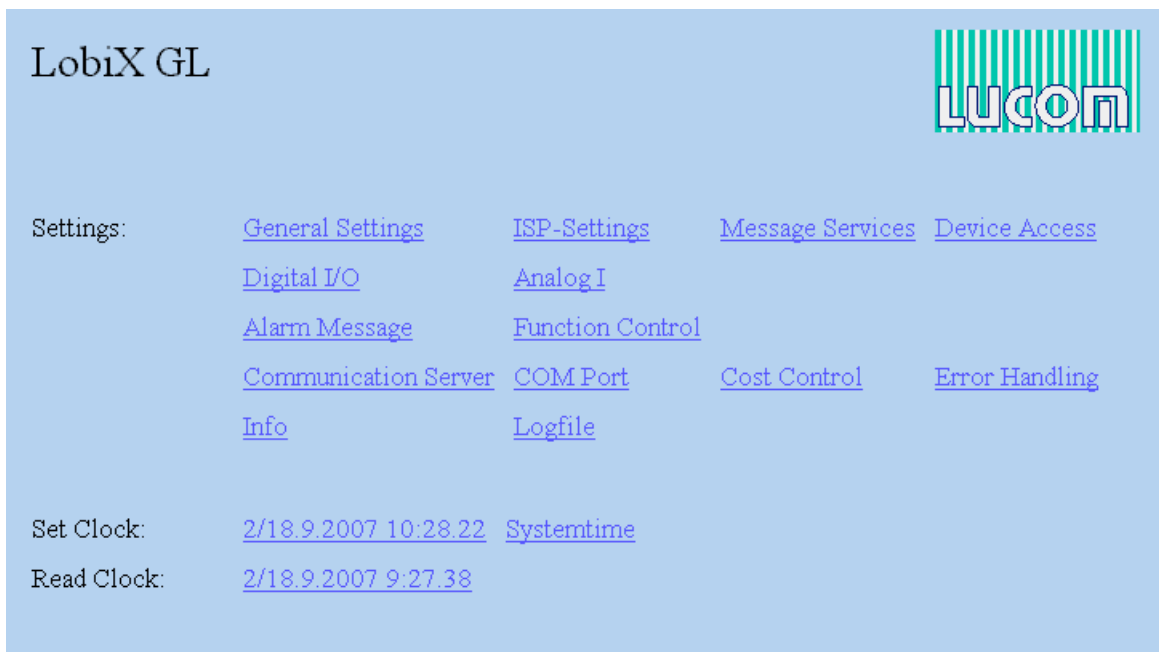 LobiX GL
LUCOM
Settings: General Settings ISP-Settings Message Services Device Access
Digital I/O Analog I
Alarm Message Function Control
Communication Server COM Port Cost Control Error Handling
Info Logfile
Set Clock: 2/18.9.2007 10:28.22 Systemtime
Read Clock: 2/18.9.2007 9:27.38